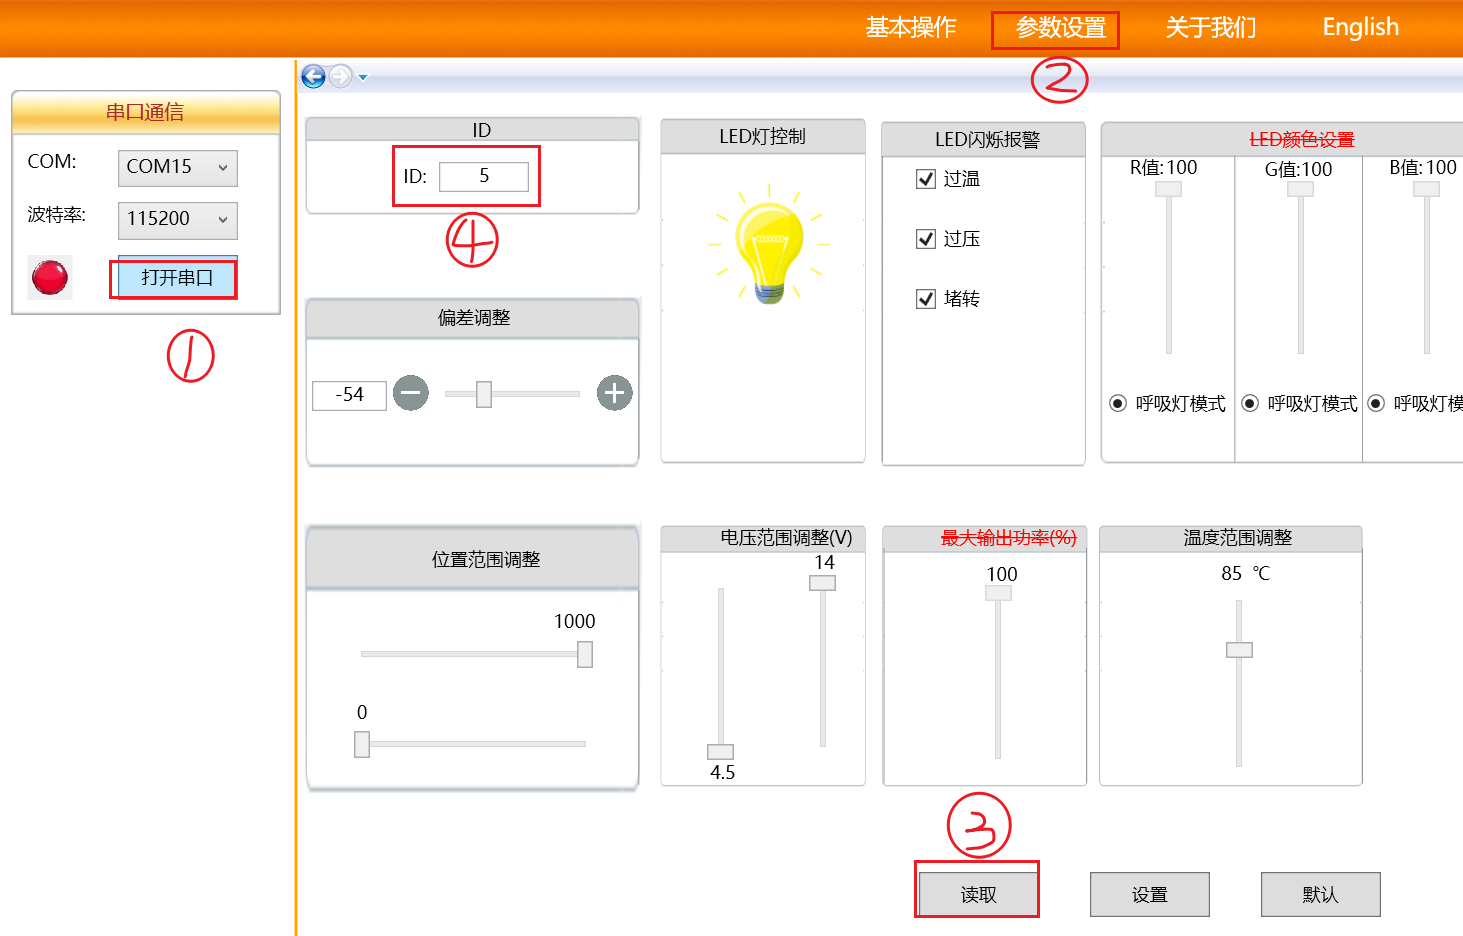 基本操作 参数设置 关于我们 English
②
串口通信
COM: COM15
波特率: 115200
打开串口
①
ID
ID: 5
④
偏差调整
-54
LED灯控制
LED闪烁报警
过温
过压
堵转
LED颜色设置
R值:100 G值:100 B值:100
呼吸灯模式 呼吸灯模式 呼吸灯模
位置范围调整
1000
0
电压范围调整(V)
14
4.5
最大输出功率(%)
100
温度范围调整
85 ℃
③
读取 设置 默认